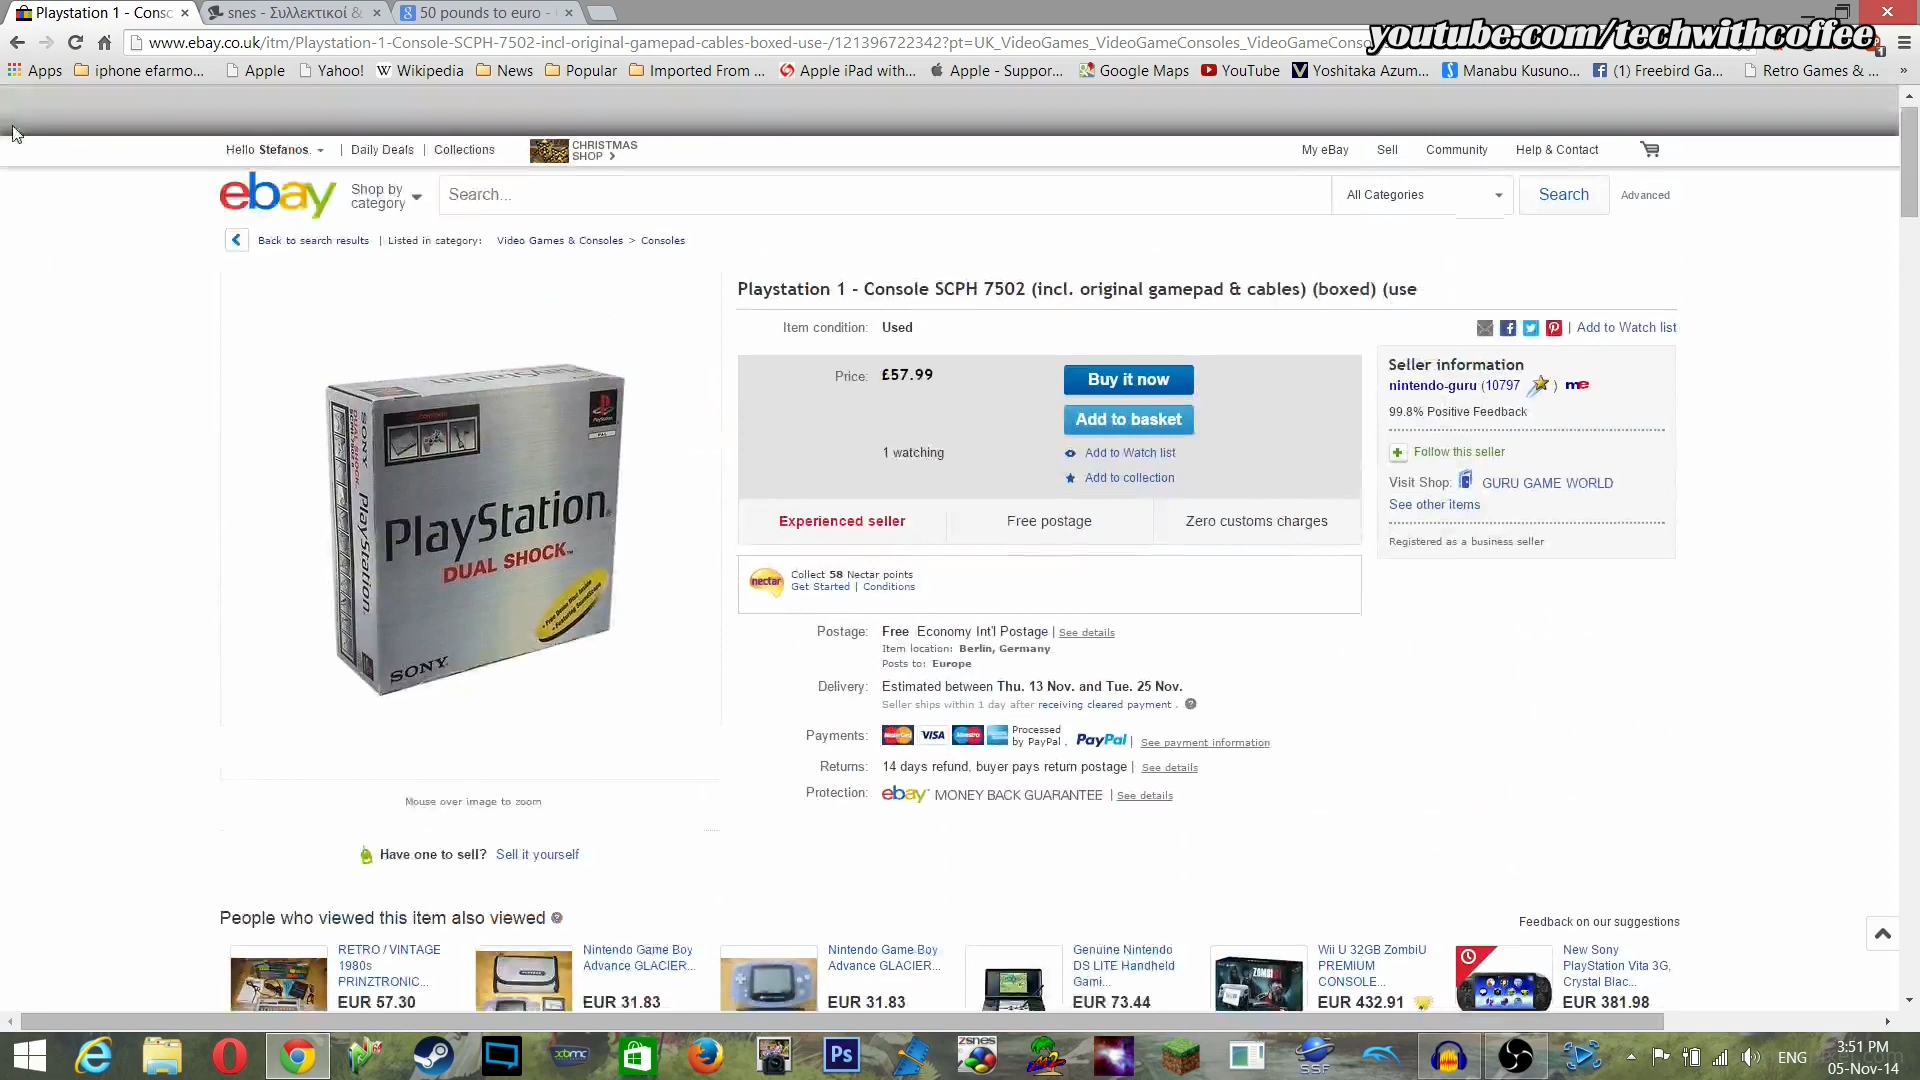 Playstation 1 - Consc
snes - Συλλεκτικοί &
50 pounds to euro -
youtube.com/techwithcoffee
www.ebay.co.uk/itm/Playstation-1-Console-SCPH-7502-incl-original-gamepad-cables-boxed-use-/121396722342?pt=UK_VideoGames_VideoGameConsoles_VideoGameConso
Apps iphone efarmo... Apple Yahoo! Wikipedia News Popular Imported From ... Apple iPad with... Apple - Suppor... Google Maps YouTube Yoshitaka Azum... Manabu Kusuno... (1) Freebird Ga... Retro Games & ... »
Hello Stefanos. | Daily Deals | Collections
CHRISTMAS
SHOP
My eBay Sell Community Help & Contact
ebay
Shop by
category
Search...
All Categories
Search
Advanced
Back to search results | Listed in category: Video Games & Consoles > Consoles
Playstation 1 - Console SCPH 7502 (incl. original gamepad & cables) (boxed) (use
Item condition: Used
| Add to Watch list
Price: £57.99
Buy it now
Add to basket
1 watching
Add to Watch list
Add to collection
Experienced seller
Free postage
Zero customs charges
Seller information
nintendo-guru (10797 ) me
99.8% Positive Feedback
Follow this seller
Visit Shop: GURU GAME WORLD
See other items
Registered as a business seller
PlayStation
PlayStation
DUAL SHOCK
SONY
PlayStation
nectar
Collect 58 Nectar points
Get Started | Conditions
Postage: Free Economy Int'l Postage | See details
Item location: Berlin, Germany
Posts to: Europe
Delivery: Estimated between Thu. 13 Nov. and Tue. 25 Nov.
Seller ships within 1 day after receiving cleared payment .
Payments: MasterCard VISA Maestro Processed
by PayPal , PayPal | See payment information
Returns: 14 days refund, buyer pays return postage | See details
Protection: ebay MONEY BACK GUARANTEE | See details
Mouse over image to zoom
Have one to sell? Sell it yourself
People who viewed this item also viewed
Feedback on our suggestions
RETRO / VINTAGE
1980s
PRINZTRONIC...
EUR 57.30
Nintendo Game Boy
Advance GLACIER...
EUR 31.83
Nintendo Game Boy
Advance GLACIER...
EUR 31.83
Genuine Nintendo
DS LITE Handheld
Gami...
EUR 73.44
Wii U 32GB ZombiU
PREMIUM
CONSOLE...
EUR 432.91
New Sony
PlayStation Vita 3G,
Crystal Blac...
EUR 381.98
xbmc
Ps
ZSNES
SSF
ENG
3:51 PM
05-Nov-14